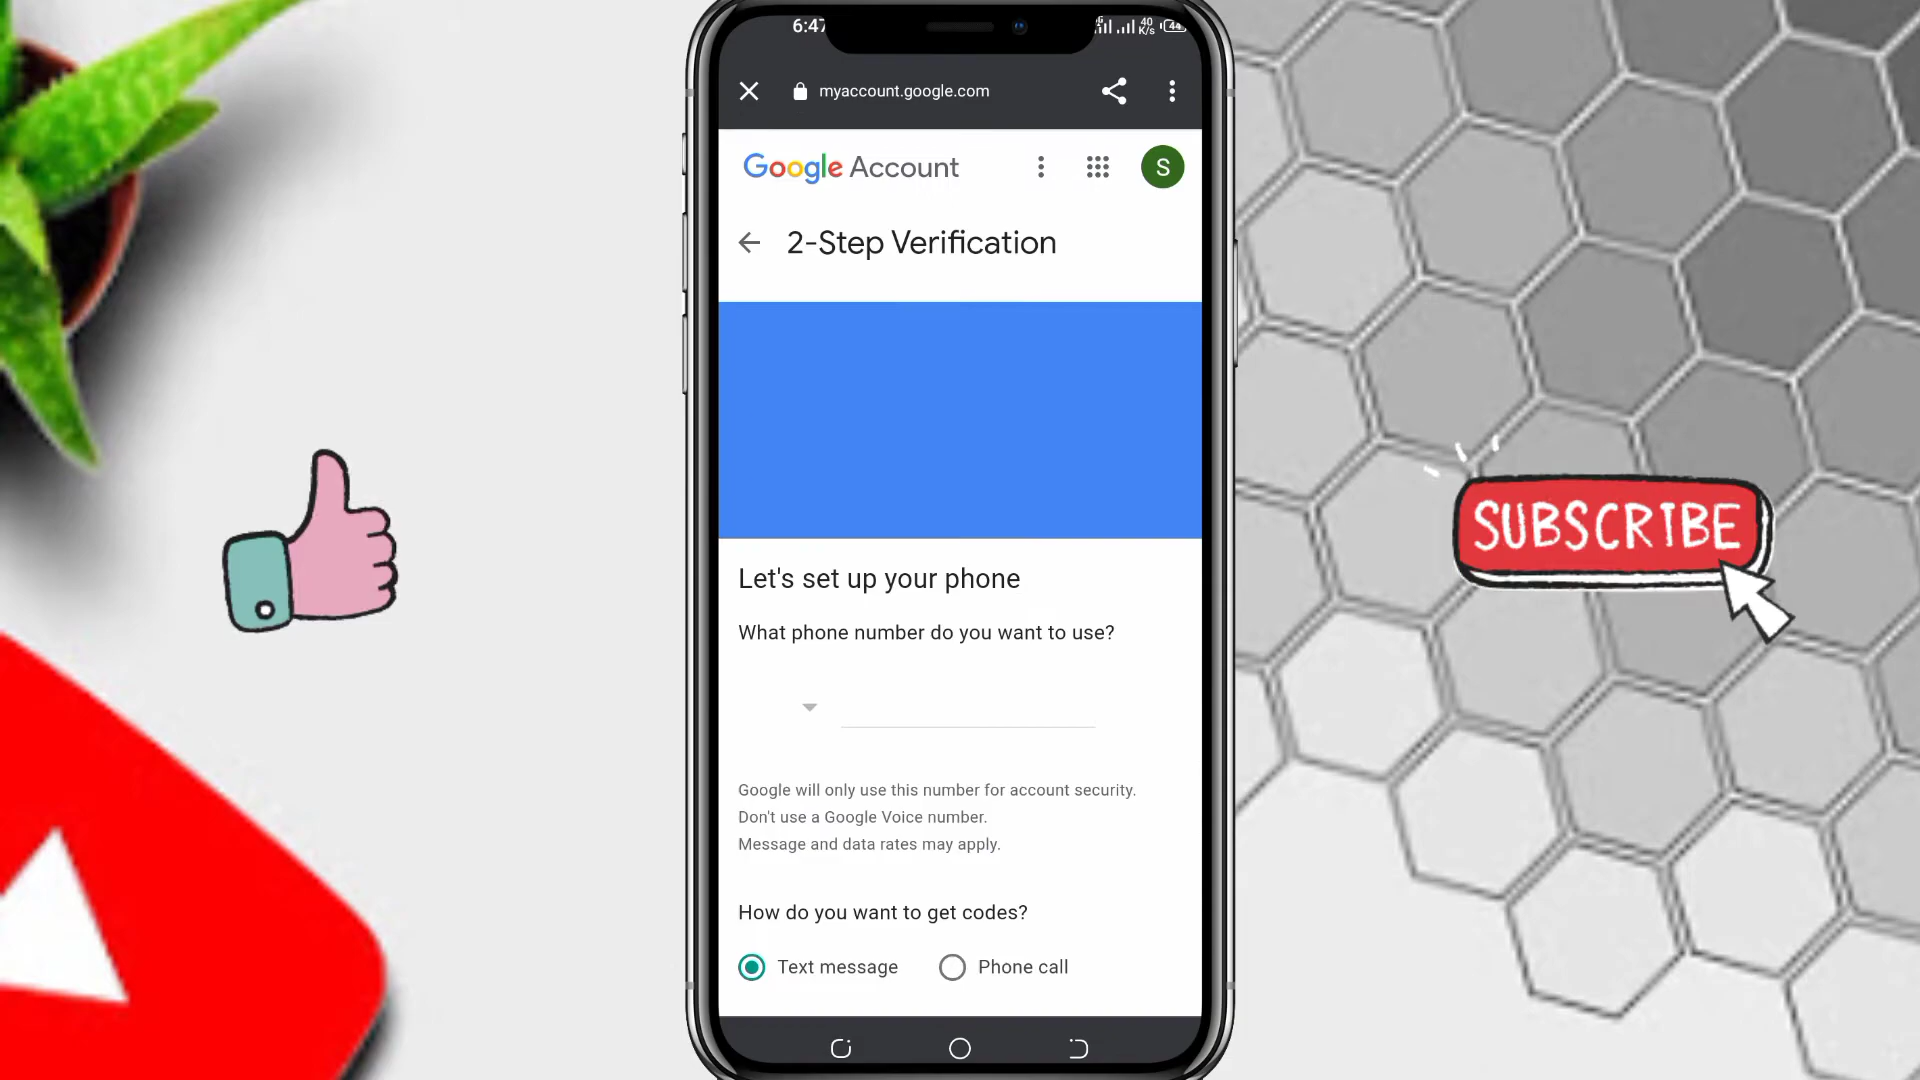 6:47
40
K/s
44
myaccount.google.com
Google Account
S
2-Step Verification
Let's set up your phone
What phone number do you want to use?
Google will only use this number for account security.
Don't use a Google Voice number.
Message and data rates may apply.
How do you want to get codes?
Text message
Phone call
SUBSCRIBE